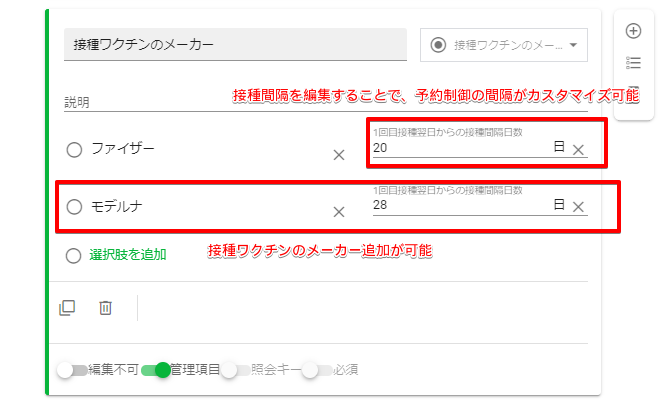 接種ワクチンのメーカー
接種ワクチンのメー...
接種間隔を編集することで、予約制御の間隔がカスタマイズ可能
説明
1回目接種翌日からの接種間隔日数
ファイザー
20 日
1回目接種翌日からの接種間隔日数
モデルナ
28 日
選択肢を追加
接種ワクチンのメーカー追加が可能
編集不可 管理項目 照会キー 必須